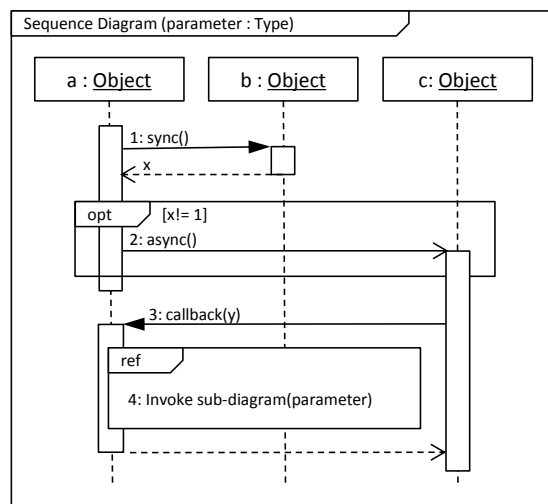 Sequence Diagram (parameter : Type)
a : Object
b : Object
c: Object
1: sync()
x
opt
[x!= 1]
2: async()
3: callback(y)
ref
4: Invoke sub-diagram(parameter)